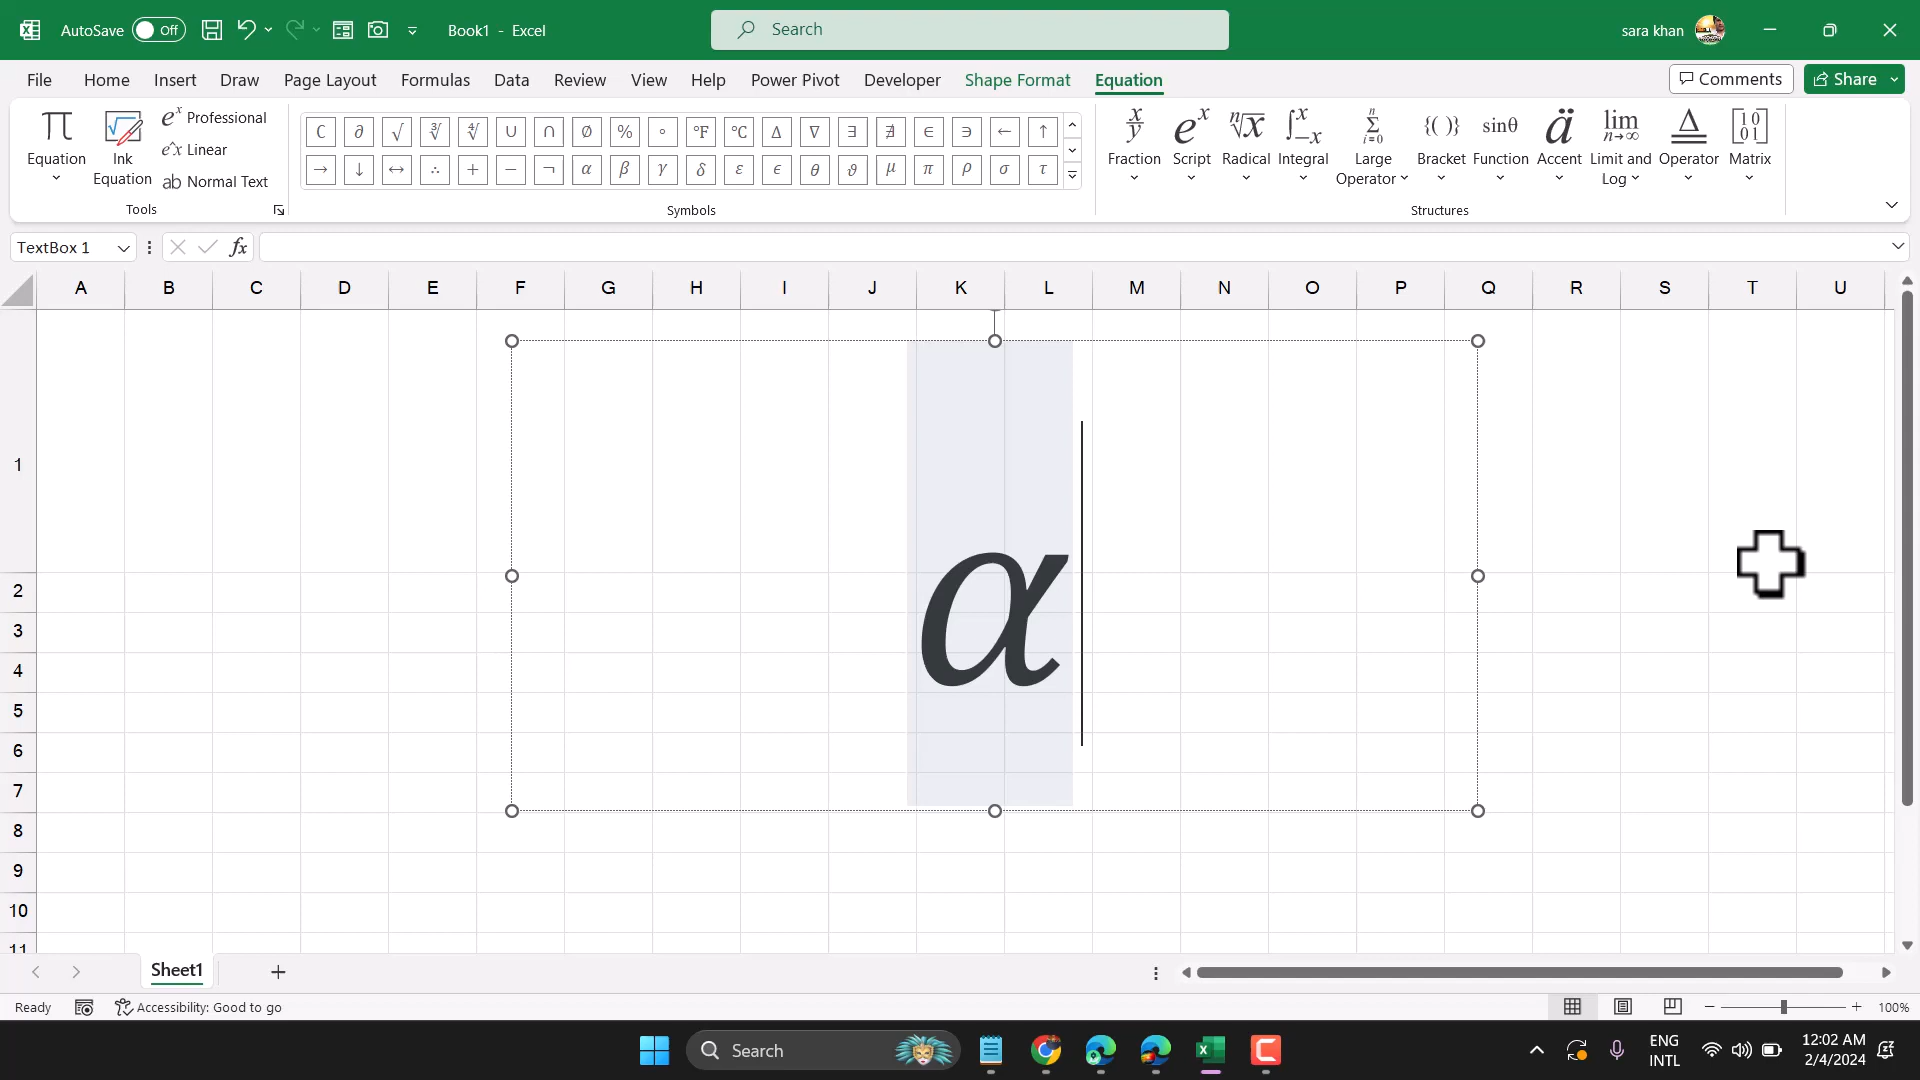 AutoSave Off Book1 - Excel Search sara khan
File Home Insert Draw Page Layout Formulas Data Review View Help Power Pivot Developer Shape Format Equation Comments Share
Equation
Ink
Equation
Professional
Linear
ab Normal Text
Tools
C ∂ √ ∛ ∜ ∪ ∩ ∅ % ° °F °C ∆ ∇ ∃ ∄ ∈ ∋ ← ↑
→ ↓ ↔ ∴ + − ¬ α β γ δ ε ϵ θ ϑ μ π ρ σ τ
Symbols
Fraction Script Radical Integral Large
Operator Bracket Function Accent Limit and
Log Operator Matrix
Structures
TextBox 1 fx
A B C D E F G H I J K L M N O P Q R S T U
1
2
3
4
5
6
7
8
9
10
11
α
Sheet1
Ready Accessibility: Good to go 100%
Search ENG
INTL 12:02 AM
2/4/2024